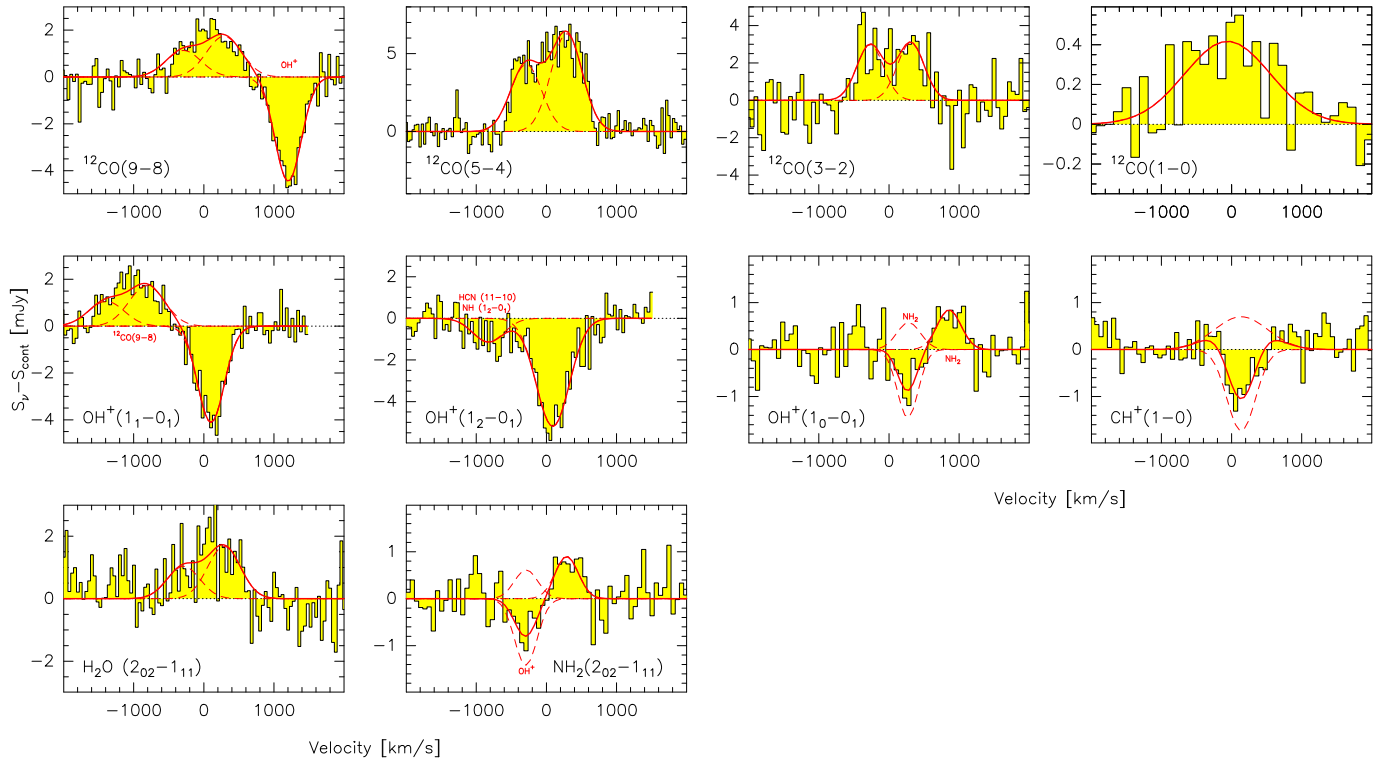 2
0
−2
−4
OH⁺
¹²CO(9−8)
−1000 0 1000
5
0
¹²CO(5−4)
−1000 0 1000
4
2
0
−2
−4
¹²CO(3−2)
−1000 0 1000
0.4
0.2
0
−0.2
¹²CO(1−0)
−1000 0 1000
S_ν−S_cont [mJy]
2
0
−2
−4
¹²CO(9−8)
OH⁺(1₁−0₁)
−1000 0 1000
2
0
−2
−4
HCN (11−10)
NH (1₂−0₁)
OH⁺(1₂−0₁)
−1000 0 1000
1
0
−1
NH₂
NH₂
OH⁺(1₀−0₁)
−1000 0 1000
1
0
−1
CH⁺(1−0)
−1000 0 1000
Velocity [km/s]
2
0
−2
H₂O (2₀₂−1₁₁)
−1000 0 1000
1
0
−1
OH⁺
NH₂(2₀₂−1₁₁)
−1000 0 1000
Velocity [km/s]